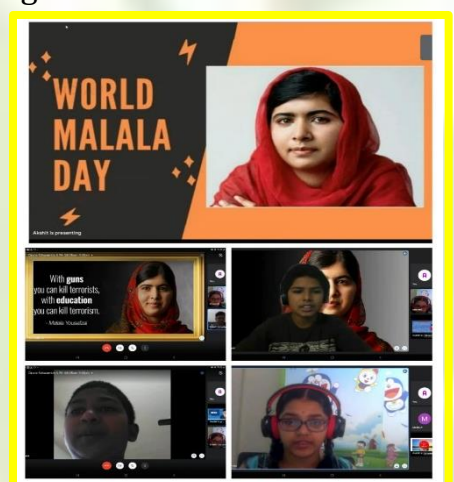 WORLD
MALALA
DAY
Akshit is presenting
With guns
you can kill terrorists,
with education
you can kill terrorism.
- Malala Yousafzai
R
R
R
R
M